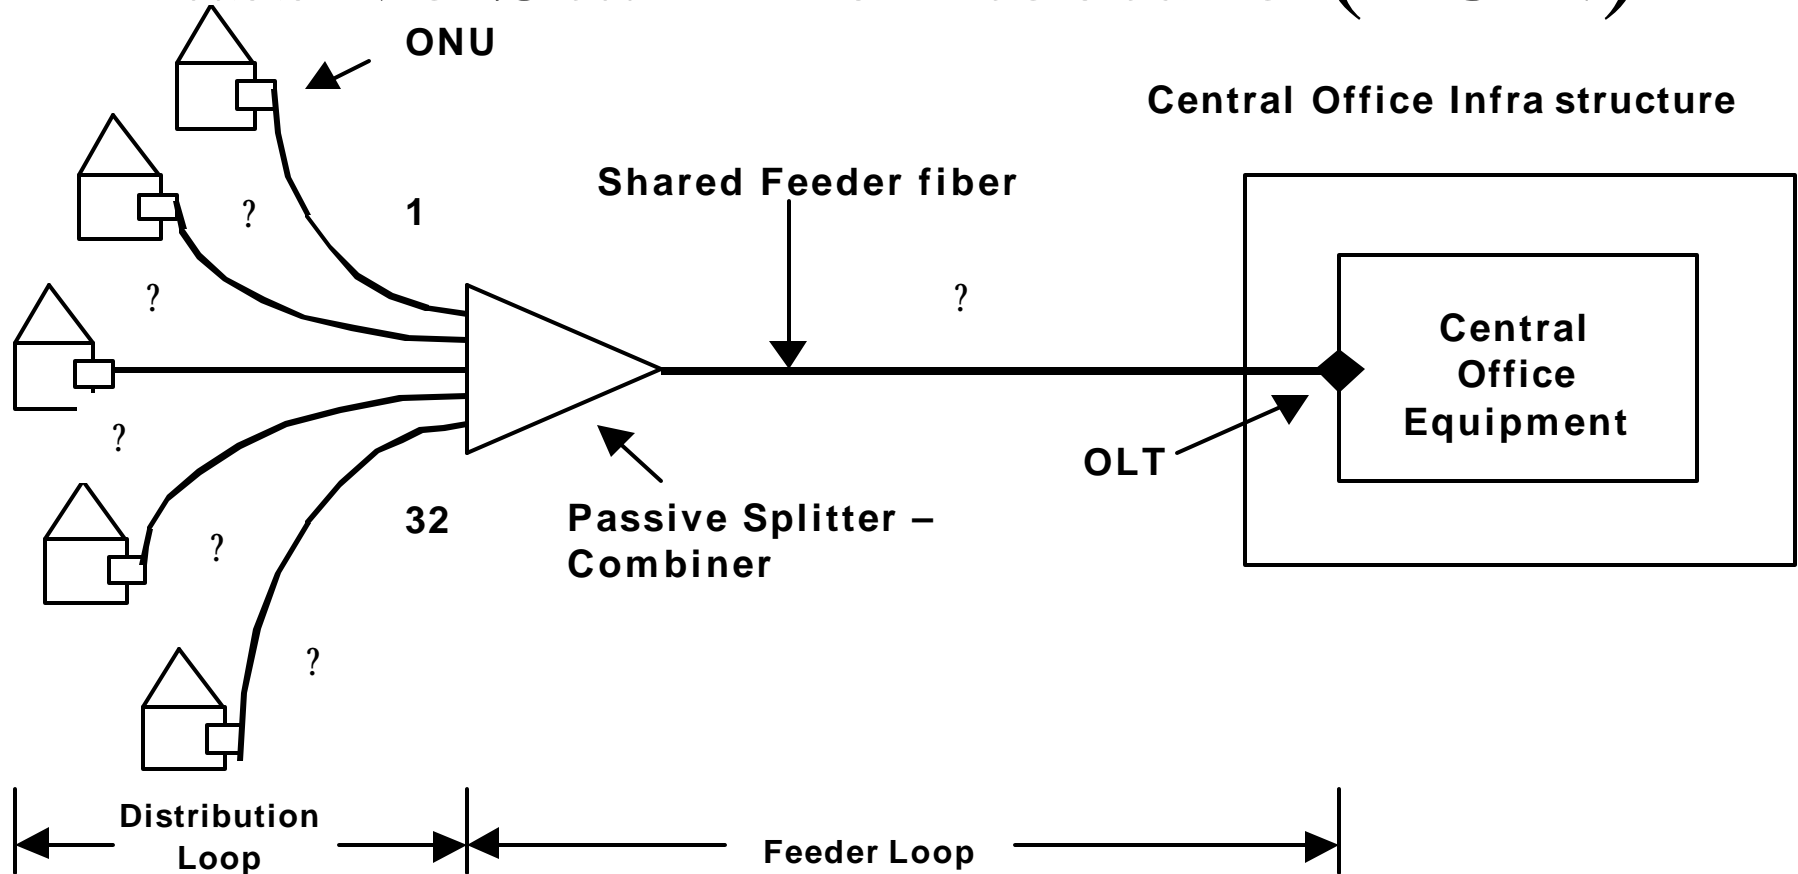 ONU
Central Office Infra structure
Shared Feeder fiber
? 1
? ?
Central
Office
Equipment
?
OLT
32
?
Passive Splitter –
Combiner
?
Distribution
Loop
Feeder Loop